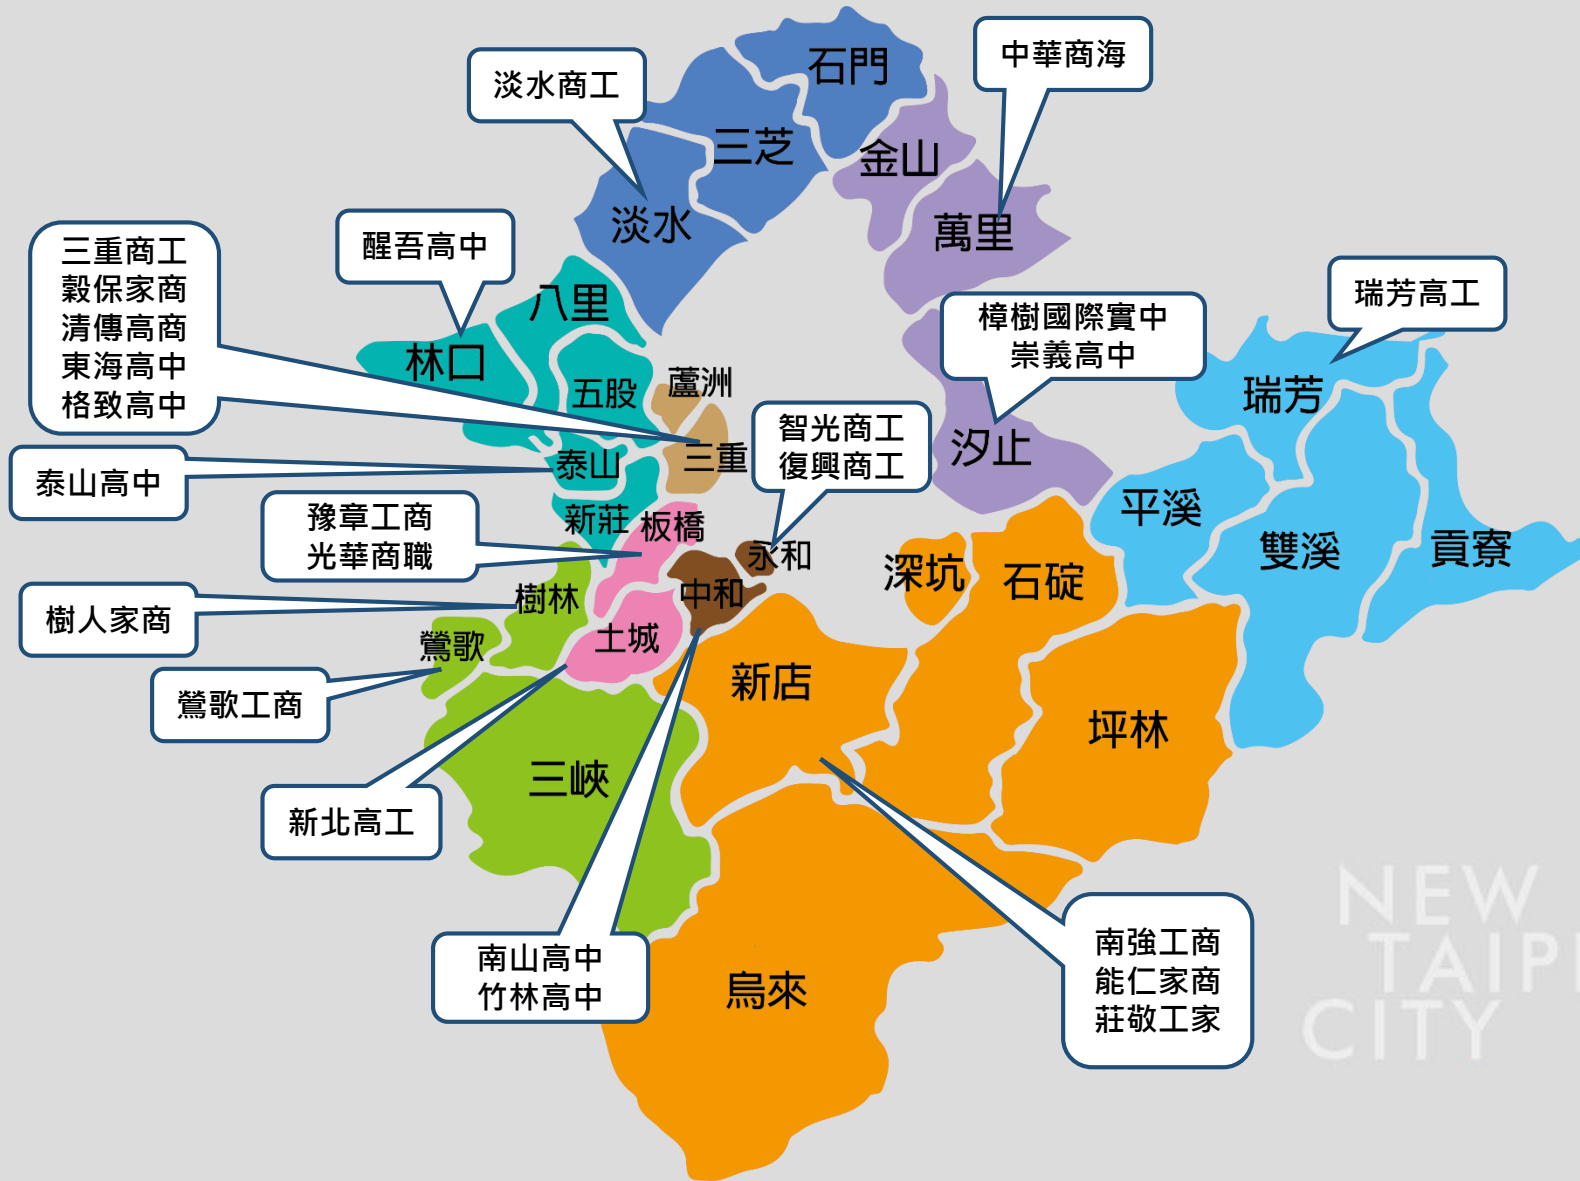 石門
中華商海
淡水商工
三芝
金山
淡水
萬里
三重商工
穀保家商
清傳高商
東海高中
格致高中
醒吾高中
八里
林口
五股
蘆洲
樟樹國際實中
崇義高中
瑞芳高工
瑞芳
智光商工
復興商工
汐止
三重
泰山
泰山高中
豫章工商
光華商職
新莊
板橋
永和
平溪
雙溪
貢寮
深坑
石碇
樹人家商
樹林
中和
鶯歌
土城
鶯歌工商
新店
坪林
三峽
新北高工
南山高中
竹林高中
烏來
南強工商
能仁家商
莊敬工家
NEW
TAIP
CITY